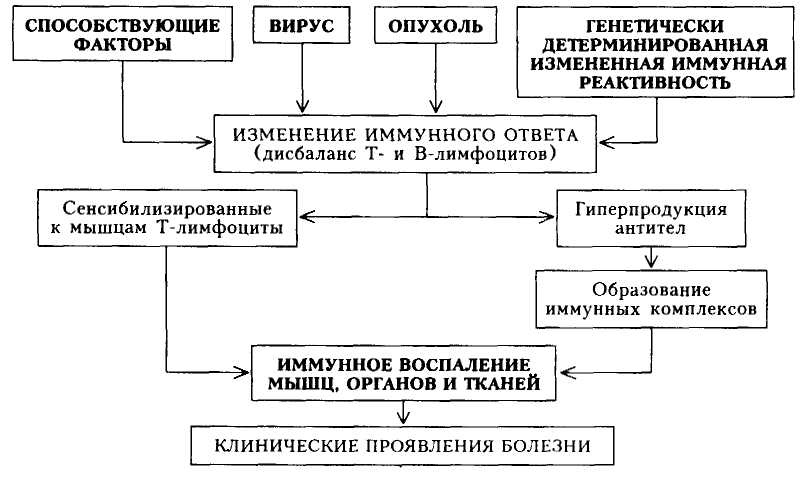 СПОСОБСТВУЮЩИЕ
ФАКТОРЫ
ВИРУС
ОПУХОЛЬ
ГЕНЕТИЧЕСКИ
ДЕТЕРМИНИРОВАННАЯ
ИЗМЕНЕННАЯ ИММУННАЯ
РЕАКТИВНОСТЬ
ИЗМЕНЕНИЕ ИММУННОГО ОТВЕТА
(дисбаланс Т- и В-лимфоцитов)
Сенсибилизированные
к мышцам Т-лимфоциты
Гиперпродукция
антител
Образование
иммунных комплексов
ИММУННОЕ ВОСПАЛЕНИЕ
МЫШЦ, ОРГАНОВ И ТКАНЕЙ
КЛИНИЧЕСКИЕ ПРОЯВЛЕНИЯ БОЛЕЗНИ